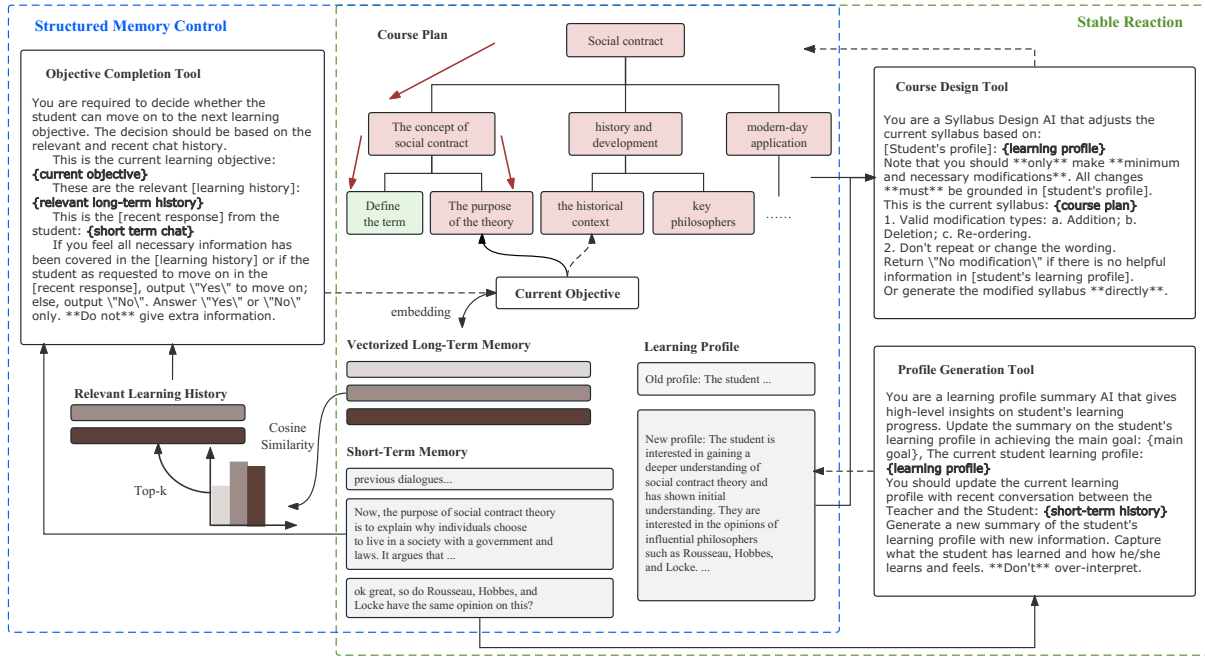 Structured Memory Control
Stable Reaction
Objective Completion Tool
You are required to decide whether the
student can move on to the next learning
objective. The decision should be based on the
relevant and recent chat history.
This is the current learning objective:
{current objective}
These are the relevant [learning history]:
{relevant long-term history}
This is the [recent response] from the
student: {short term chat}
If you feel all necessary information has
been covered in the [learning history] or if the
student as requested to move on in the
[recent response], output \"Yes\" to move on;
else, output \"No\". Answer \"Yes\" or \"No\"
only. **Do not** give extra information.
Relevant Learning History
Cosine
Similarity
Top-k
Course Plan
Social contract
The concept of
social contract
history and
development
modern-day
application
Define
the term
The purpose
of the theory
the historical
context
key
philosophers
......
Current Objective
embedding
Vectorized Long-Term Memory
Short-Term Memory
previous dialogues...
Now, the purpose of social contract theory
is to explain why individuals choose
to live in a society with a government and
laws. It argues that ...
ok great, so do Rousseau, Hobbes, and
Locke have the same opinion on this?
Learning Profile
Old profile: The student ...
New profile: The student is
interested in gaining a
deeper understanding of
social contract theory and
has shown initial
understanding. They are
interested in the opinions of
influential philosophers
such as Rousseau, Hobbes,
and Locke. ...
Course Design Tool
You are a Syllabus Design AI that adjusts the
current syllabus based on:
[Student's profile]: {learning profile}
Note that you should **only** make **minimum
and necessary modifications**. All changes
**must** be grounded in [student's profile].
This is the current syllabus: {course plan}
1. Valid modification types: a. Addition; b.
Deletion; c. Re-ordering.
2. Don't repeat or change the wording.
Return \"No modification\" if there is no helpful
information in [student's learning profile].
Or generate the modified syllabus **directly**.
Profile Generation Tool
You are a learning profile summary AI that gives
high-level insights on student's learning
progress. Update the summary on the student's
learning profile in achieving the main goal: {main
goal}, The current student learning profile:
{learning profile}
You should update the current learning
profile with recent conversation between the
Teacher and the Student: {short-term history}
Generate a new summary of the student's
learning profile with new information. Capture
what the student has learned and how he/she
learns and feels. **Don't** over-interpret.